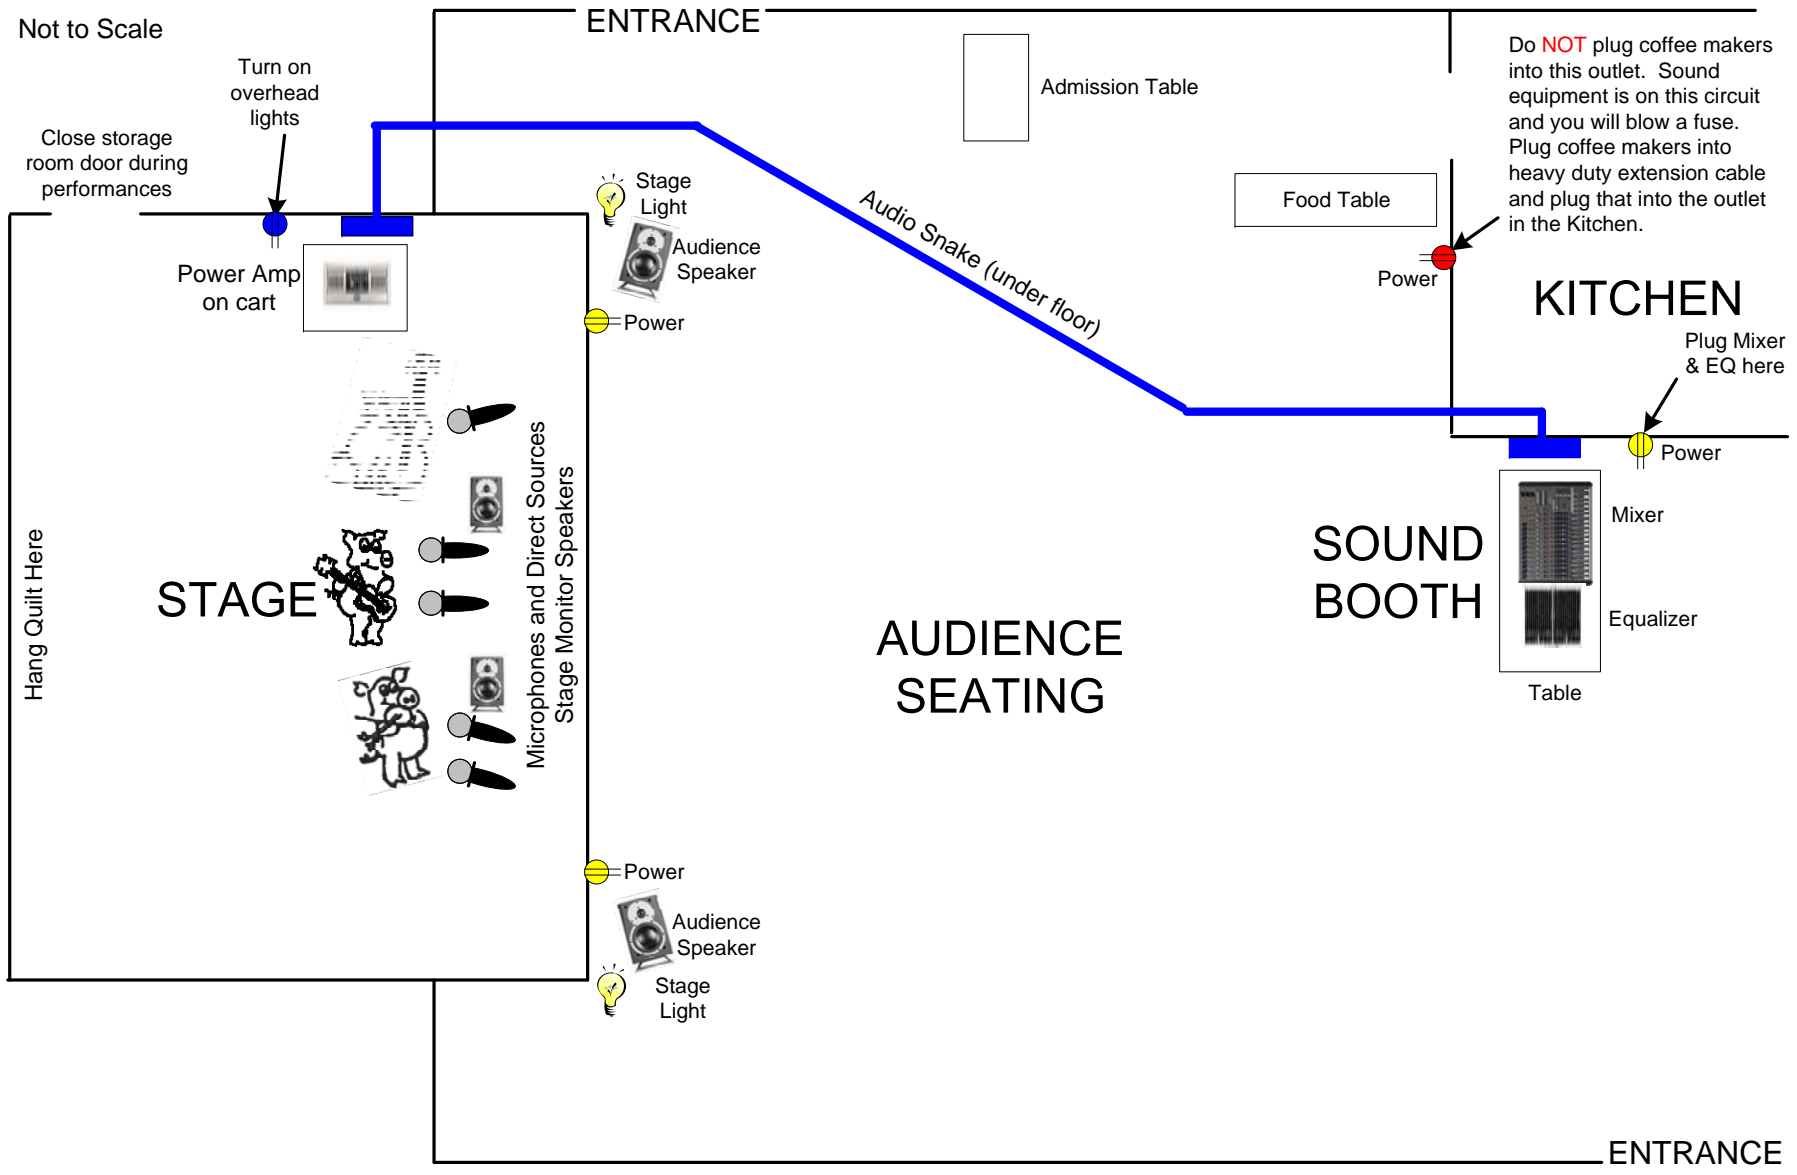 Not to Scale
ENTRANCE
Turn on
overhead
lights
Close storage
room door during
performances
Admission Table
Do NOT plug coffee makers
into this outlet.  Sound
equipment is on this circuit
and you will blow a fuse.
Plug coffee makers into
heavy duty extension cable
and plug that into the outlet
in the Kitchen.
Stage
Light
Audience
Speaker
Audio Snake (under floor)
Food Table
Power
Power Amp
on cart
Power
KITCHEN
Plug Mixer
& EQ here
Power
Hang Quilt Here
STAGE
Microphones and Direct Sources
Stage Monitor Speakers
AUDIENCE
SEATING
SOUND
BOOTH
Mixer
Equalizer
Table
Power
Audience
Speaker
Stage
Light
ENTRANCE